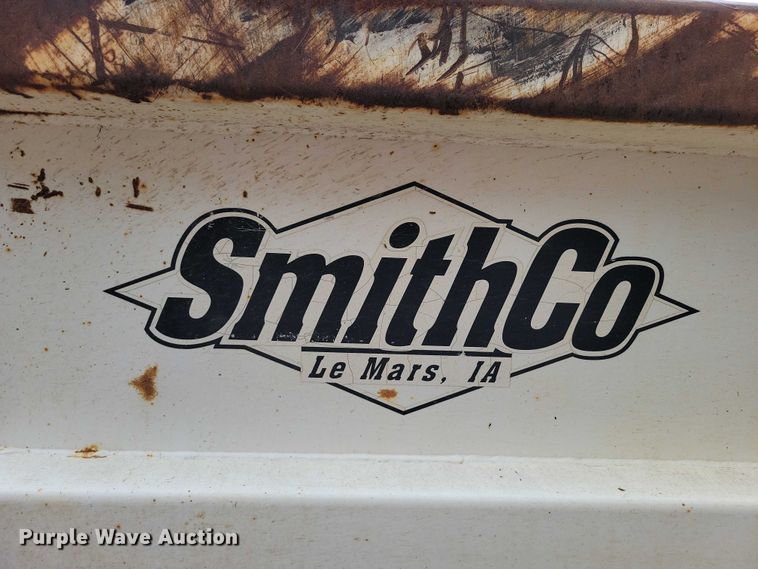 SmithCo
Le Mars, IA
Purple Wave Auction